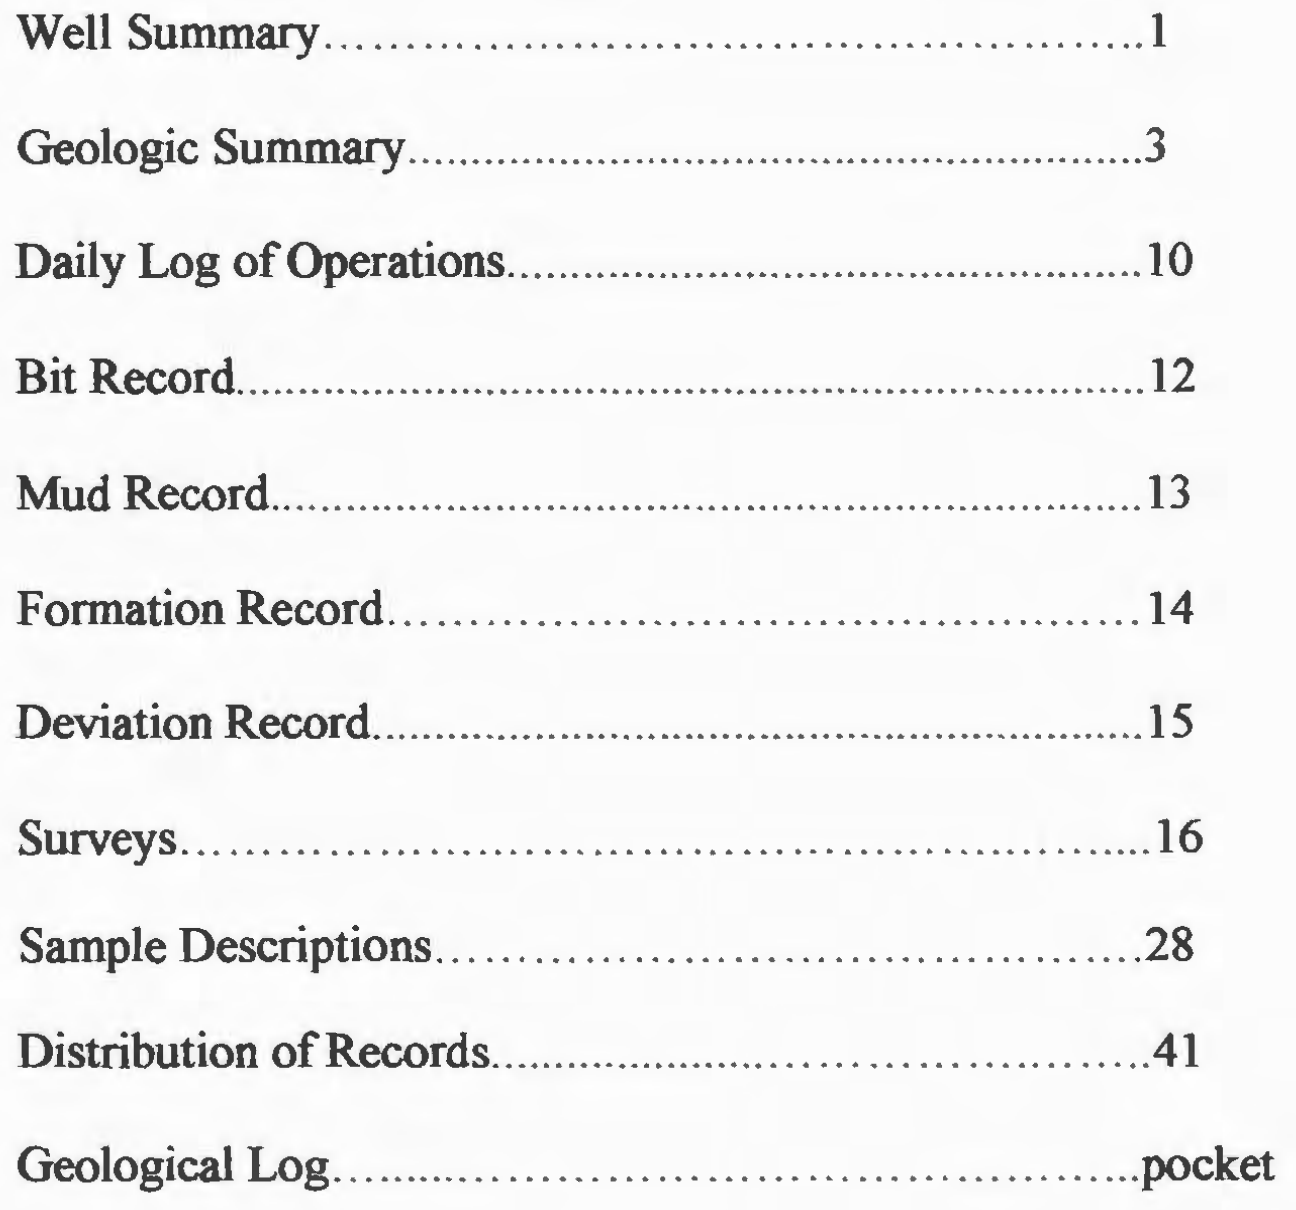 Well Summary.................................................1
Geologic Summary.................................................3
Daily Log of Operations.................................................10
Bit Record.................................................12
Mud Record.................................................13
Formation Record.................................................14
Deviation Record.................................................15
Surveys.................................................16
Sample Descriptions.................................................28
Distribution of Records.................................................41
Geological Log.................................................pocket